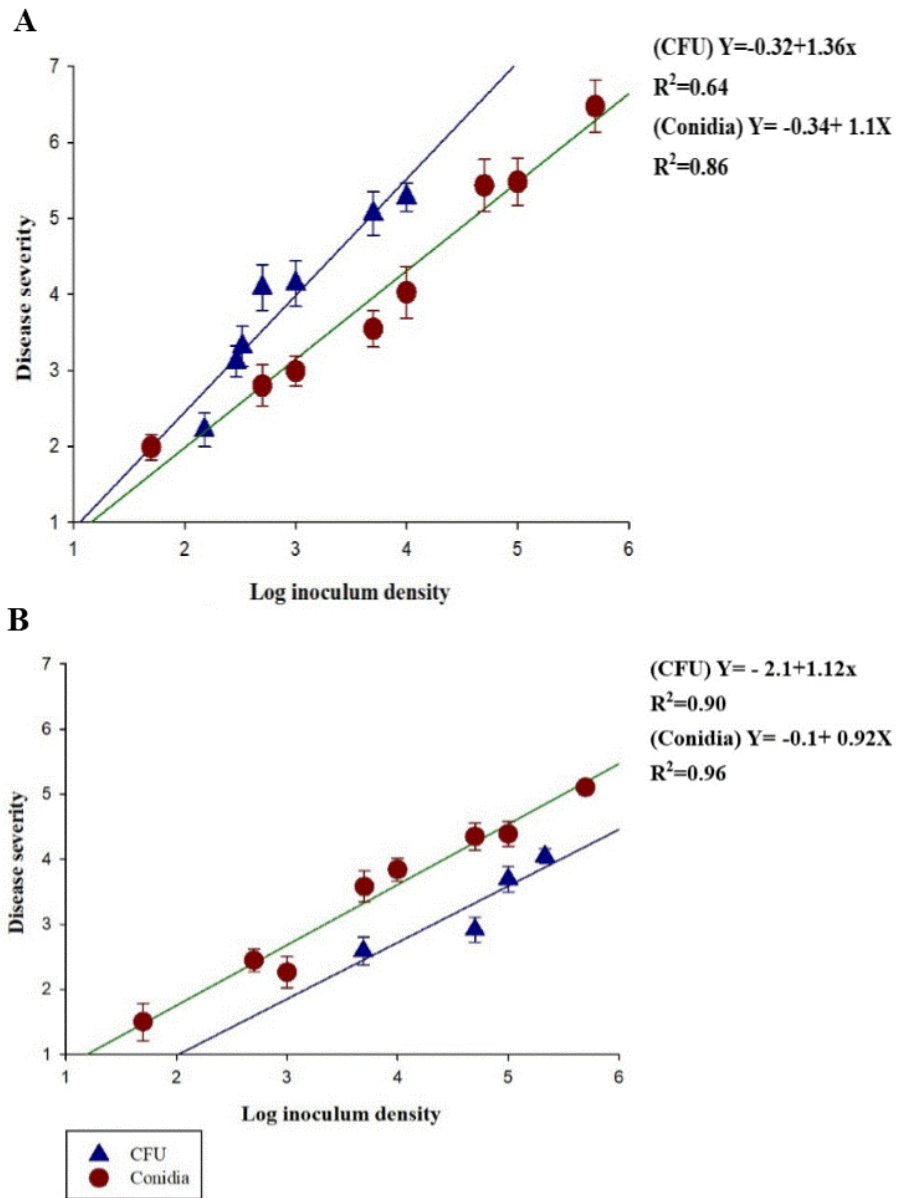 A
(CFU) Y=-0.32+1.36x
R²=0.64
(Conidia) Y= -0.34+ 1.1X
R²=0.86
7
6
5
4
3
2
1
Disease severity
1 2 3 4 5 6
Log inoculum density
B
(CFU) Y= - 2.1+1.12x
R²=0.90
(Conidia) Y= -0.1+ 0.92X
R²=0.96
7
6
5
4
3
2
1
Disease severity
1 2 3 4 5 6
Log inoculum density
CFU
Conidia